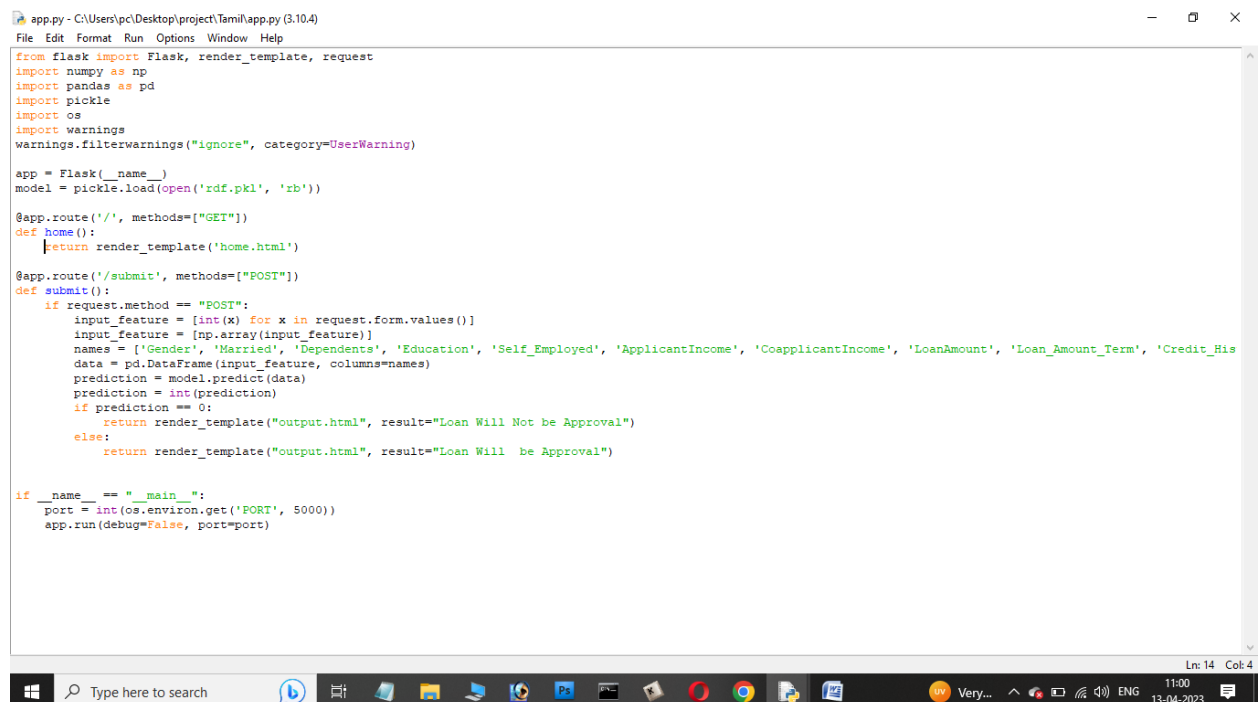 app.py - C:\Users\pc\Desktop\project\Tamil\app.py (3.10.4)
File Edit Format Run Options Window Help
from flask import Flask, render_template, request
import numpy as np
import pandas as pd
import pickle
import os
import warnings
warnings.filterwarnings("ignore", category=UserWarning)

app = Flask(__name__)
model = pickle.load(open('rdf.pkl', 'rb'))

@app.route('/', methods=["GET"])
def home():
    return render_template('home.html')

@app.route('/submit', methods=["POST"])
def submit():
    if request.method == "POST":
        input_feature = [int(x) for x in request.form.values()]
        input_feature = [np.array(input_feature)]
        names = ['Gender', 'Married', 'Dependents', 'Education', 'Self_Employed', 'ApplicantIncome', 'CoapplicantIncome', 'LoanAmount', 'Loan_Amount_Term', 'Credit_His
        data = pd.DataFrame(input_feature, columns=names)
        prediction = model.predict(data)
        prediction = int(prediction)
        if prediction == 0:
            return render_template("output.html", result="Loan Will Not be Approval")
        else:
            return render_template("output.html", result="Loan Will  be Approval")

if __name__ == "__main__":
    port = int(os.environ.get('PORT', 5000))
    app.run(debug=False, port=port)
Ln: 14 Col: 4
Type here to search
Ps
UV
Very...
ENG
11:00
13-04-2023